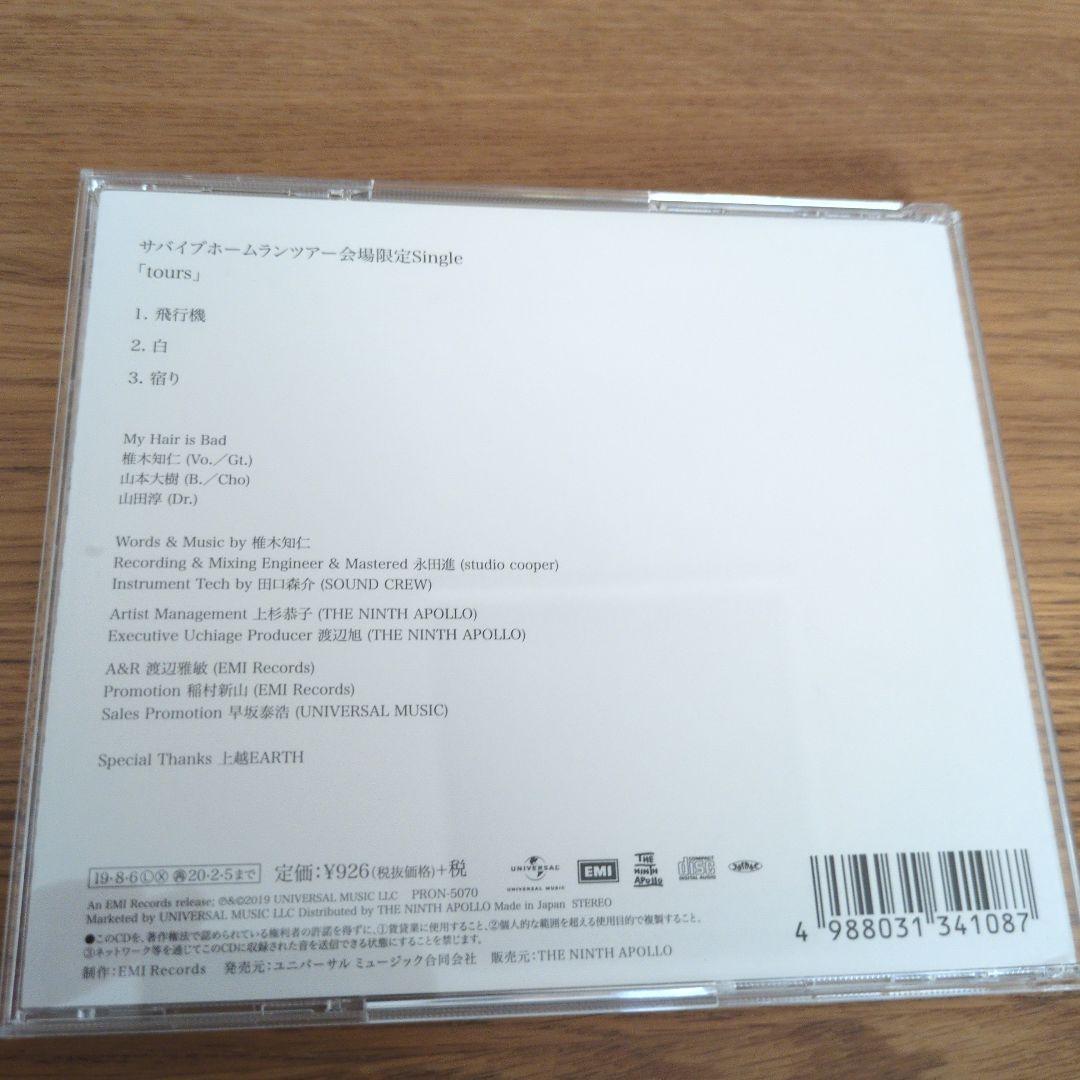 サバイブホームランツアー会場限定Single
「tours」
1. 飛行機
2. 白
3. 宿り
My Hair is Bad
椎木知仁 (Vo.／Gt.)
山本大樹 (B.／Cho)
山田淳 (Dr.)
Words & Music by 椎木知仁
Recording & Mixing Engineer & Mastered 永田進 (studio cooper)
Instrument Tech by 田口森介 (SOUND CREW)
Artist Management 上杉恭子 (THE NINTH APOLLO)
Executive Uchiage Producer 渡辺旭 (THE NINTH APOLLO)
A&R 渡辺雅敏 (EMI Records)
Promotion 稲村新山 (EMI Records)
Sales Promotion 早坂泰浩 (UNIVERSAL MUSIC)
Special Thanks 上越EARTH
19・8・6 Ⓛ Ⓧ ㊢20・2・5まで 定価：¥926(税抜価格)+税
UNIVERSAL
UNIVERSAL MUSIC
EMI
THE NINTH APOLLO
COMPACT disc DIGITAL AUDIO
An EMI Records release; ℗&©2019 UNIVERSAL MUSIC LLC PRON-5070
Marketed by UNIVERSAL MUSIC LLC Distributed by THE NINTH APOLLO Made in Japan STEREO
●このCDを、著作権法で認められている権利者の許諾を得ずに、①賃貸業に使用すること、②個人的な範囲を超える使用目的で複製すること、
③ネットワーク等を通じてこのCDに収録された音を送信できる状態にすることを禁じます。
制作：EMI Records 発売元：ユニバーサル ミュージック合同会社 販売元：THE NINTH APOLLO
4 988031 341087